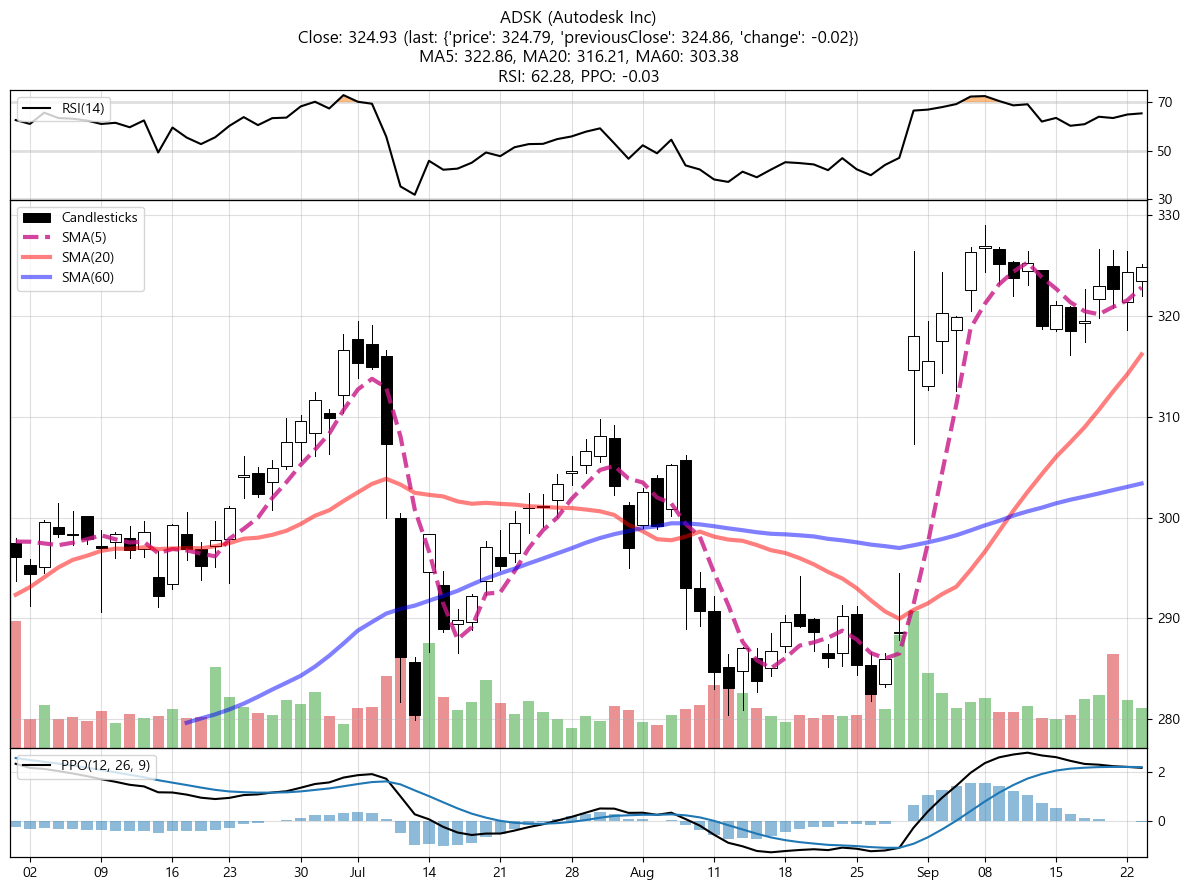 ADSK (Autodesk Inc)
Close: 324.93 (last: {'price': 324.79, 'previousClose': 324.86, 'change': -0.02})
MA5: 322.86, MA20: 316.21, MA60: 303.38
RSI: 62.28, PPO: -0.03
RSI(14)
70
50
30
Candlesticks
SMA(5)
SMA(20)
SMA(60)
330
320
310
300
290
280
PPO(12, 26, 9)
2
0
02 09 16 23 30 Jul 14 21 28 Aug 11 18 25 Sep 08 15 22